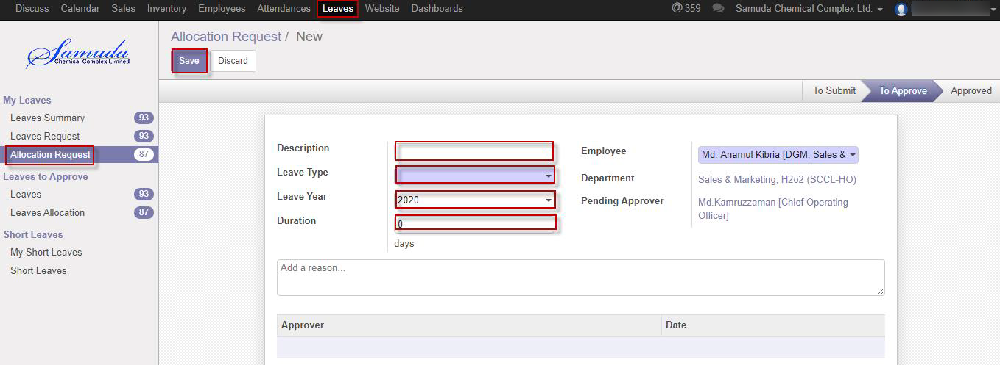 Discuss Calendar Sales Inventory Employees Attendances Leaves Website Dashboards @ 359 Samuda Chemical Complex Ltd.
Samuda
Chemical Complex Limited
Allocation Request / New
Save Discard
To Submit To Approve Approved
My Leaves
Leaves Summary 93
Leaves Request 93
Allocation Request 87
Leaves to Approve
Leaves 93
Leaves Allocation 87
Short Leaves
My Short Leaves
Short Leaves
Description
Leave Type
Leave Year 2020
Duration 0
days
Employee Md. Anamul Kibria [DGM, Sales &
Department Sales & Marketing, H2o2 (SCCL-HO)
Pending Approver Md.Kamruzzaman [Chief Operating
Officer]
Add a reason...
Approver Date